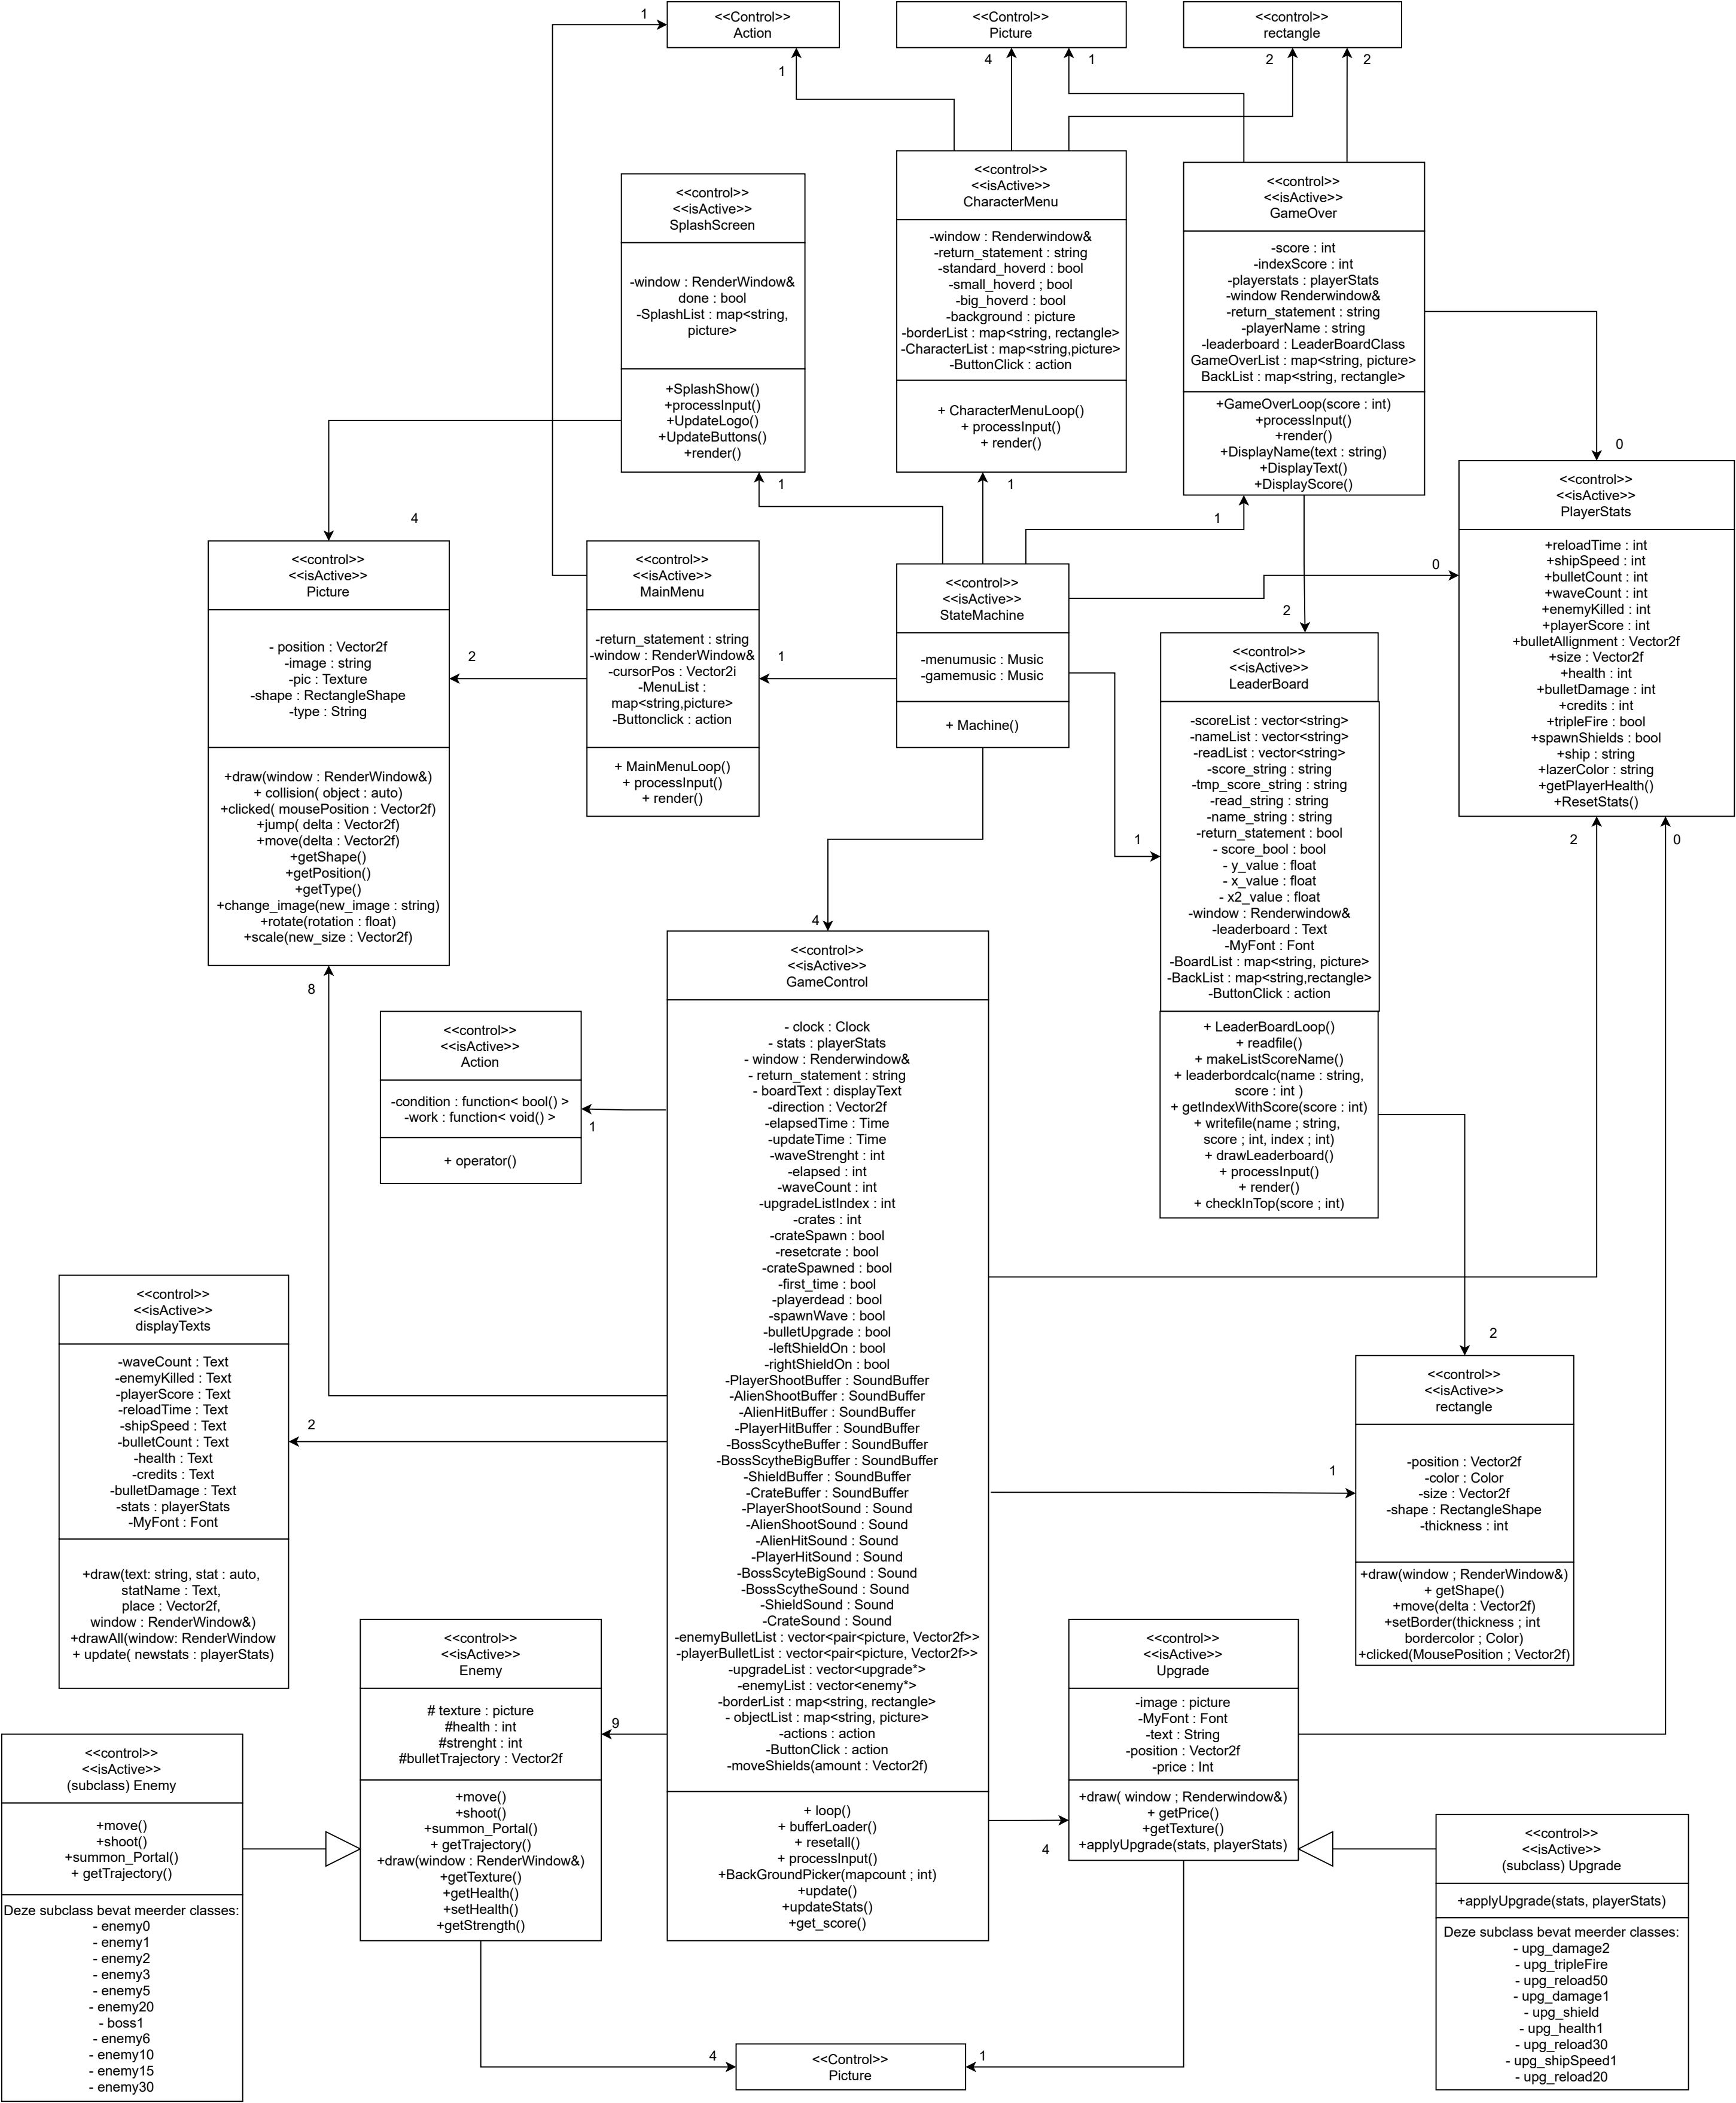 <<Control>>
Action
<<Control>>
Picture
<<control>>
rectangle
1
1
4
1
2
2
<<control>>
<<isActive>>
SplashScreen
-window : RenderWindow&
done : bool
-SplashList : map<string,
picture>
+SplashShow()
+processInput()
+UpdateLogo()
+UpdateButtons()
+render()
<<control>>
<<isActive>>
CharacterMenu
-window : Renderwindow&
-return_statement : string
-standard_hoverd : bool
-small_hoverd ; bool
-big_hoverd : bool
-background : picture
-borderList : map<string, rectangle>
-CharacterList : map<string,picture>
-ButtonClick : action
+ CharacterMenuLoop()
+ processInput()
+ render()
<<control>>
<<isActive>>
GameOver
-score : int
-indexScore : int
-playerstats : playerStats
-window Renderwindow&
-return_statement : string
-playerName : string
-leaderboard : LeaderBoardClass
GameOverList : map<string, picture>
BackList : map<string, rectangle>
+GameOverLoop(score : int)
+processInput()
+render()
+DisplayName(text : string)
+DisplayText()
+DisplayScore()
0
1
1
1
4
<<control>>
<<isActive>>
PlayerStats
+reloadTime : int
+shipSpeed : int
+bulletCount : int
+waveCount : int
+enemyKilled : int
+playerScore : int
+bulletAllignment : Vector2f
+size : Vector2f
+health : int
+bulletDamage : int
+credits : int
+tripleFire : bool
+spawnShields : bool
+ship : string
+lazerColor : string
+getPlayerHealth()
+ResetStats()
<<control>>
<<isActive>>
Picture
- position : Vector2f
-image : string
-pic : Texture
-shape : RectangleShape
-type : String
+draw(window : RenderWindow&)
+ collision( object : auto)
+clicked( mousePosition : Vector2f)
+jump( delta : Vector2f)
+move(delta : Vector2f)
+getShape()
+getPosition()
+getType()
+change_image(new_image : string)
+rotate(rotation : float)
+scale(new_size : Vector2f)
2
<<control>>
<<isActive>>
MainMenu
-return_statement : string
-window : RenderWindow&
-cursorPos : Vector2i
-MenuList :
map<string,picture>
-Buttonclick : action
+ MainMenuLoop()
+ processInput()
+ render()
1
<<control>>
<<isActive>>
StateMachine
-menumusic : Music
-gamemusic : Music
+ Machine()
0
2
<<control>>
<<isActive>>
LeaderBoard
-scoreList : vector<string>
-nameList : vector<string>
-readList : vector<string>
-score_string : string
-tmp_score_string : string
-read_string : string
-name_string : string
-return_statement : bool
- score_bool : bool
- y_value : float
- x_value : float
- x2_value : float
-window : Renderwindow&
-leaderboard : Text
-MyFont : Font
-BoardList : map<string, picture>
-BackList : map<string,rectangle>
-ButtonClick : action
+ LeaderBoardLoop()
+ readfile()
+ makeListScoreName()
+ leaderbordcalc(name : string,
score : int )
+ getIndexWithScore(score : int)
+ writefile(name ; string,
score ; int, index ; int)
+ drawLeaderboard()
+ processInput()
+ render()
+ checkInTop(score ; int)
1
2
0
4
8
<<control>>
<<isActive>>
Action
-condition : function< bool() >
-work : function< void() >
+ operator()
1
<<control>>
<<isActive>>
GameControl
- clock : Clock
- stats : playerStats
- window : Renderwindow&
- return_statement : string
- boardText : displayText
-direction : Vector2f
-elapsedTime : Time
-updateTime : Time
-waveStrenght : int
-elapsed : int
-waveCount : int
-upgradeListIndex : int
-crates : int
-crateSpawn : bool
-resetcrate : bool
-crateSpawned : bool
-first_time : bool
-playerdead : bool
-spawnWave : bool
-bulletUpgrade : bool
-leftShieldOn : bool
-rightShieldOn : bool
-PlayerShootBuffer : SoundBuffer
-AlienShootBuffer : SoundBuffer
-AlienHitBuffer : SoundBuffer
-PlayerHitBuffer : SoundBuffer
-BossScytheBuffer : SoundBuffer
-BossScytheBigBuffer : SoundBuffer
-ShieldBuffer : SoundBuffer
-CrateBuffer : SoundBuffer
-PlayerShootSound : Sound
-AlienShootSound : Sound
-AlienHitSound : Sound
-PlayerHitSound : Sound
-BossScyteBigSound : Sound
-BossScytheSound : Sound
-ShieldSound : Sound
-CrateSound : Sound
-enemyBulletList : vector<pair<picture, Vector2f>>
-playerBulletList : vector<pair<picture, Vector2f>>
-upgradeList : vector<upgrade*>
-enemyList : vector<enemy*>
-borderList : map<string, rectangle>
- objectList : map<string, picture>
-actions : action
-ButtonClick : action
-moveShields(amount : Vector2f)
+ loop()
+ bufferLoader()
+ resetall()
+ processInput()
+BackGroundPicker(mapcount ; int)
+update()
+updateStats()
+get_score()
<<control>>
<<isActive>>
displayTexts
-waveCount : Text
-enemyKilled : Text
-playerScore : Text
-reloadTime : Text
-shipSpeed : Text
-bulletCount : Text
-health : Text
-credits : Text
-bulletDamage : Text
-stats : playerStats
-MyFont : Font
+draw(text: string, stat : auto,
statName : Text,
place : Vector2f,
window : RenderWindow&)
+drawAll(window: RenderWindow
+ update( newstats : playerStats)
2
2
1
<<control>>
<<isActive>>
rectangle
-position : Vector2f
-color : Color
-size : Vector2f
-shape : RectangleShape
-thickness : int
+draw(window ; RenderWindow&)
+ getShape()
+move(delta : Vector2f)
+setBorder(thickness ; int
bordercolor ; Color)
+clicked(MousePosition ; Vector2f)
<<control>>
<<isActive>>
Enemy
# texture : picture
#health : int
#strenght : int
#bulletTrajectory : Vector2f
+move()
+shoot()
+summon_Portal()
+ getTrajectory()
+draw(window : RenderWindow&)
+getTexture()
+getHealth()
+setHealth()
+getStrength()
9
<<control>>
<<isActive>>
Upgrade
-image : picture
-MyFont : Font
-text : String
-position : Vector2f
-price : Int
+draw( window ; Renderwindow&)
+ getPrice()
+getTexture()
+applyUpgrade(stats, playerStats)
4
<<control>>
<<isActive>>
(subclass) Enemy
+move()
+shoot()
+summon_Portal()
+ getTrajectory()
Deze subclass bevat meerder classes:
- enemy0
- enemy1
- enemy2
- enemy3
- enemy5
- enemy20
- boss1
- enemy6
- enemy10
- enemy15
- enemy30
<<control>>
<<isActive>>
(subclass) Upgrade
+applyUpgrade(stats, playerStats)
Deze subclass bevat meerder classes:
- upg_damage2
- upg_tripleFire
- upg_reload50
- upg_damage1
- upg_shield
- upg_health1
- upg_reload30
- upg_shipSpeed1
- upg_reload20
4
<<Control>>
Picture
1